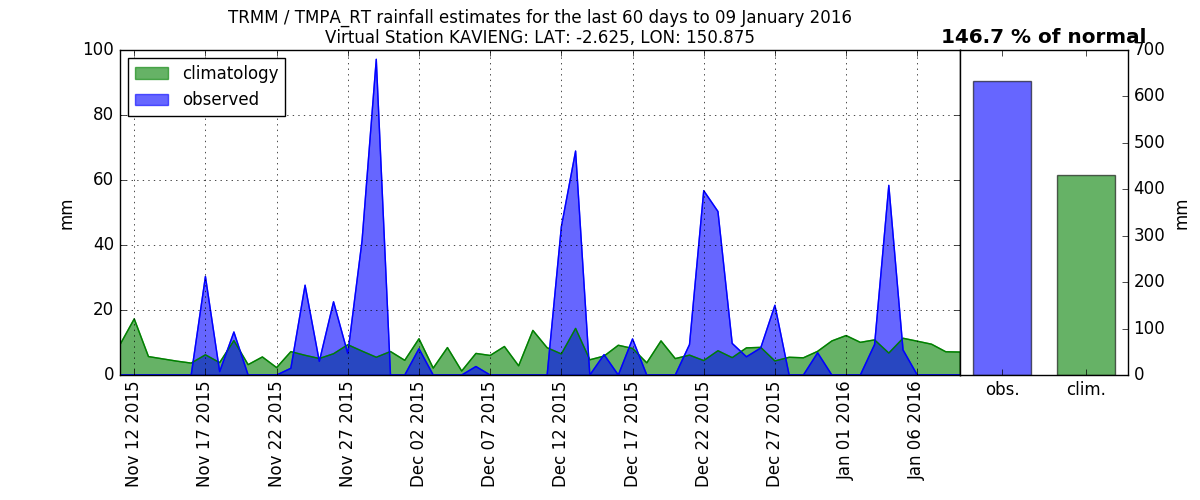 TRMM / TMPA_RT rainfall estimates for the last 60 days to 09 January 2016
Virtual Station KAVIENG: LAT: -2.625, LON: 150.875
146.7 % of normal
climatology
observed
100
80
60
40
20
0
mm
Nov 12 2015
Nov 17 2015
Nov 22 2015
Nov 27 2015
Dec 02 2015
Dec 07 2015
Dec 12 2015
Dec 17 2015
Dec 22 2015
Dec 27 2015
Jan 01 2016
Jan 06 2016
700
600
500
400
300
200
100
0
mm
obs.
clim.